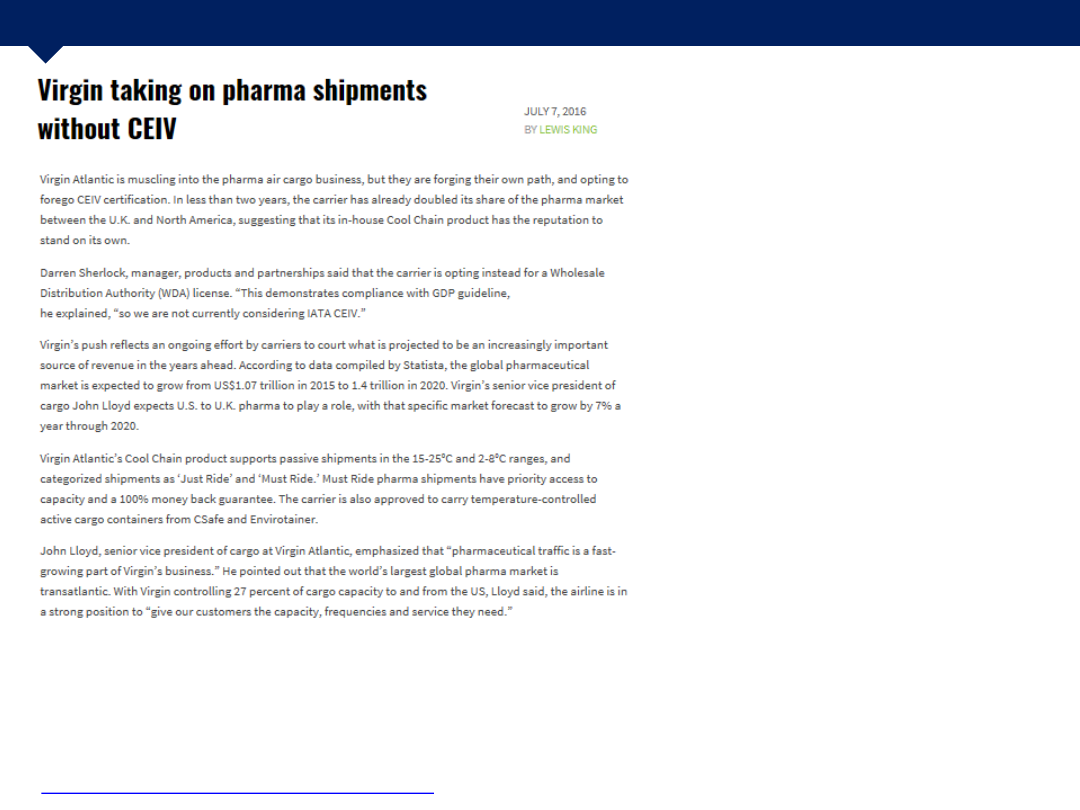 Virgin taking on pharma shipments
without CEIV
JULY 7, 2016
BY LEWIS KING
Virgin Atlantic is muscling into the pharma air cargo business, but they are forging their own path, and opting to
forego CEIV certification. In less than two years, the carrier has already doubled its share of the pharma market
between the U.K. and North America, suggesting that its in-house Cool Chain product has the reputation to
stand on its own.
Darren Sherlock, manager, products and partnerships said that the carrier is opting instead for a Wholesale
Distribution Authority (WDA) license. “This demonstrates compliance with GDP guideline,
he explained, “so we are not currently considering IATA CEIV.”
Virgin’s push reflects an ongoing effort by carriers to court what is projected to be an increasingly important
source of revenue in the years ahead. According to data compiled by Statista, the global pharmaceutical
market is expected to grow from US$1.07 trillion in 2015 to 1.4 trillion in 2020. Virgin’s senior vice president of
cargo John Lloyd expects U.S. to U.K. pharma to play a role, with that specific market forecast to grow by 7% a
year through 2020.
Virgin Atlantic’s Cool Chain product supports passive shipments in the 15-25°C and 2-8°C ranges, and
categorized shipments as ‘Just Ride’ and ‘Must Ride.’ Must Ride pharma shipments have priority access to
capacity and a 100% money back guarantee. The carrier is also approved to carry temperature-controlled
active cargo containers from CSafe and Envirotainer.
John Lloyd, senior vice president of cargo at Virgin Atlantic, emphasized that “pharmaceutical traffic is a fast-
growing part of Virgin’s business.” He pointed out that the world’s largest global pharma market is
transatlantic. With Virgin controlling 27 percent of cargo capacity to and from the US, Lloyd said, the airline is in
a strong position to “give our customers the capacity, frequencies and service they need.”